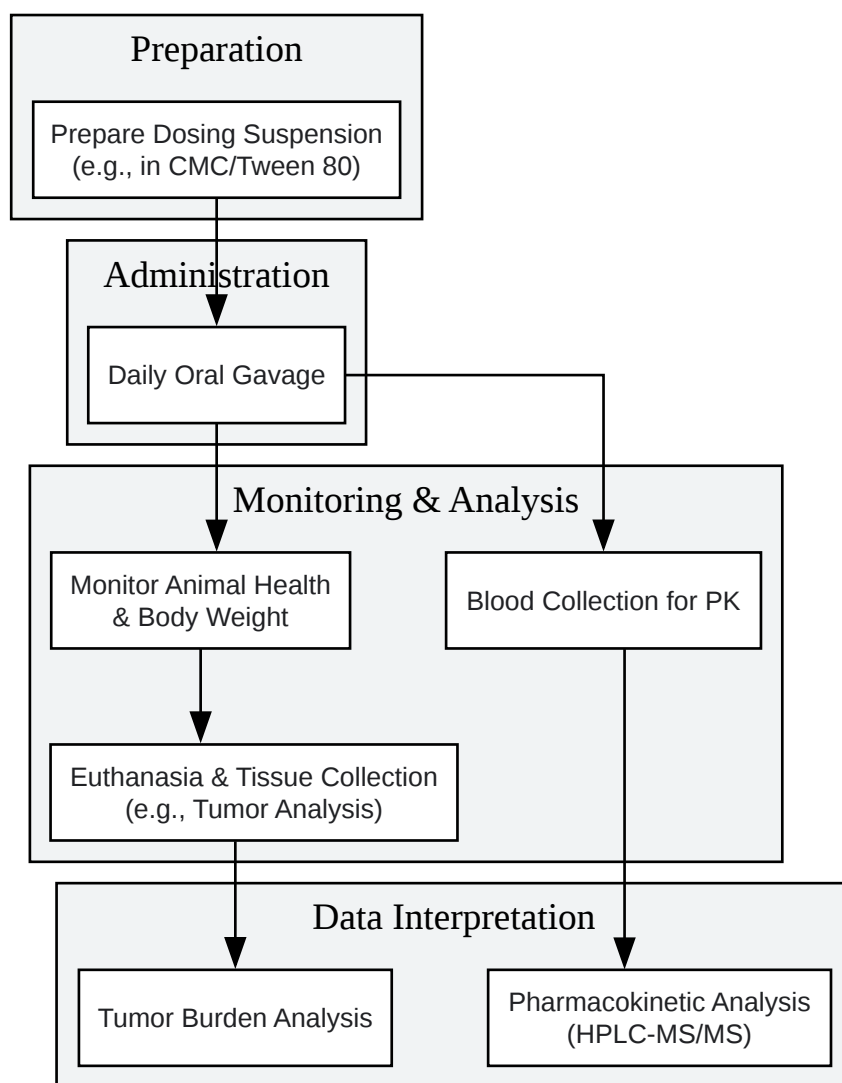 Preparation
Prepare Dosing Suspension
(e.g., in CMC/Tween 80)
Administration
Daily Oral Gavage
Monitoring & Analysis
Monitor Animal Health
& Body Weight
Blood Collection for PK
Euthanasia & Tissue Collection
(e.g., Tumor Analysis)
Data Interpretation
Tumor Burden Analysis
Pharmacokinetic Analysis
(HPLC-MS/MS)